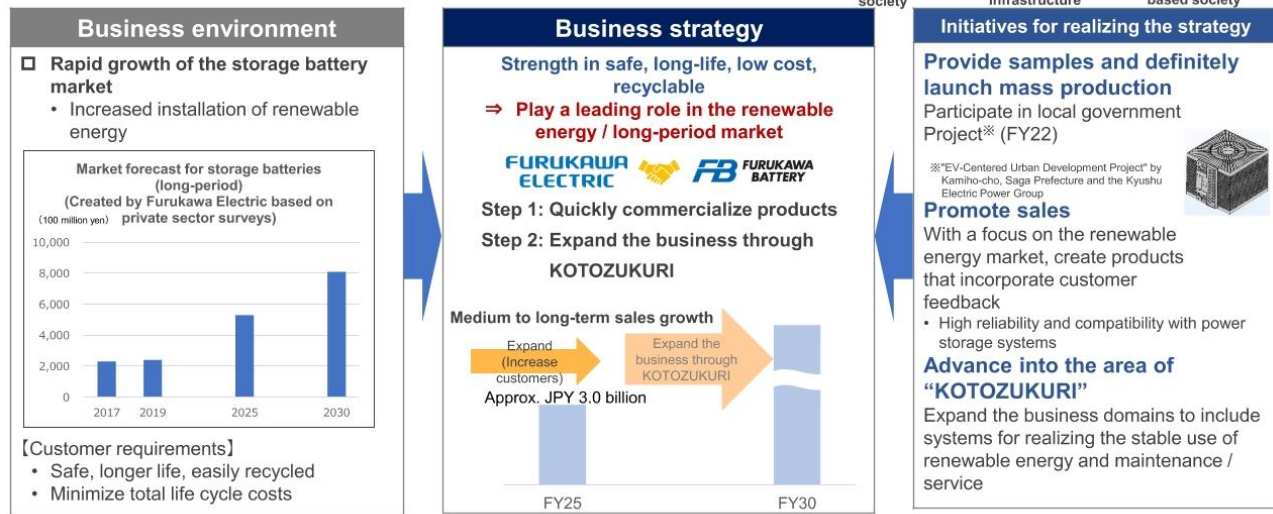 society
infrastructure
based society
Business environment
Rapid growth of the storage battery
market
• Increased installation of renewable
energy
Market forecast for storage batteries
(long-period)
(Created by Furukawa Electric based on
private sector surveys)
(100 million yen)
10,000
8,000
6,000
4,000
2,000
0
2017 2019 2025 2030
【Customer requirements】
• Safe, longer life, easily recycled
• Minimize total life cycle costs
Business strategy
Strength in safe, long-life, low cost,
recyclable
⇒ Play a leading role in the renewable
energy / long-period market
FURUKAWA
ELECTRIC
FB FURUKAWA
BATTERY
Step 1: Quickly commercialize products
Step 2: Expand the business through
KOTOZUKURI
Medium to long-term sales growth
Expand
(Increase
customers)
Expand the
business through
KOTOZUKURI
Approx. JPY 3.0 billion
FY25 FY30
Initiatives for realizing the strategy
Provide samples and definitely
launch mass production
Participate in local government
Project※ (FY22)
※"EV-Centered Urban Development Project" by
Kamiho-cho, Saga Prefecture and the Kyushu
Electric Power Group
Promote sales
With a focus on the renewable
energy market, create products
that incorporate customer
feedback
• High reliability and compatibility with power
storage systems
Advance into the area of
“KOTOZUKURI”
Expand the business domains to include
systems for realizing the stable use of
renewable energy and maintenance /
service